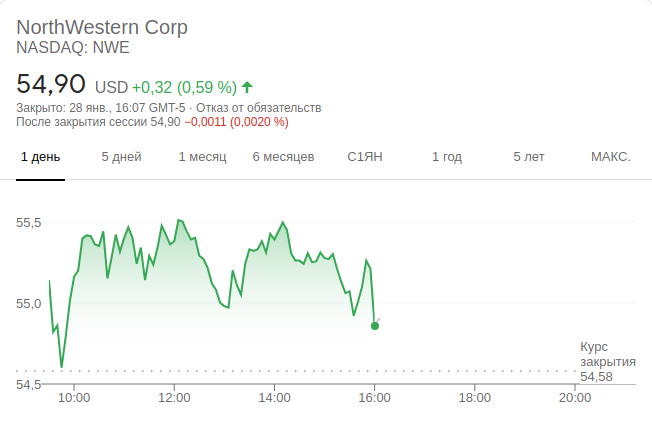 NorthWestern Corp
NASDAQ: NWE
54,90 USD +0,32 (0,59 %)
Закрыто: 28 янв., 16:07 GMT-5 · Отказ от обязательств
После закрытия сессии 54,90 −0,0011 (0,0020 %)
1 день 5 дней 1 месяц 6 месяцев С1ЯН 1 год 5 лет МАКС.
55,5
55,0
54,5
Курс
закрытия
54,58
10:00 12:00 14:00 16:00 18:00 20:00